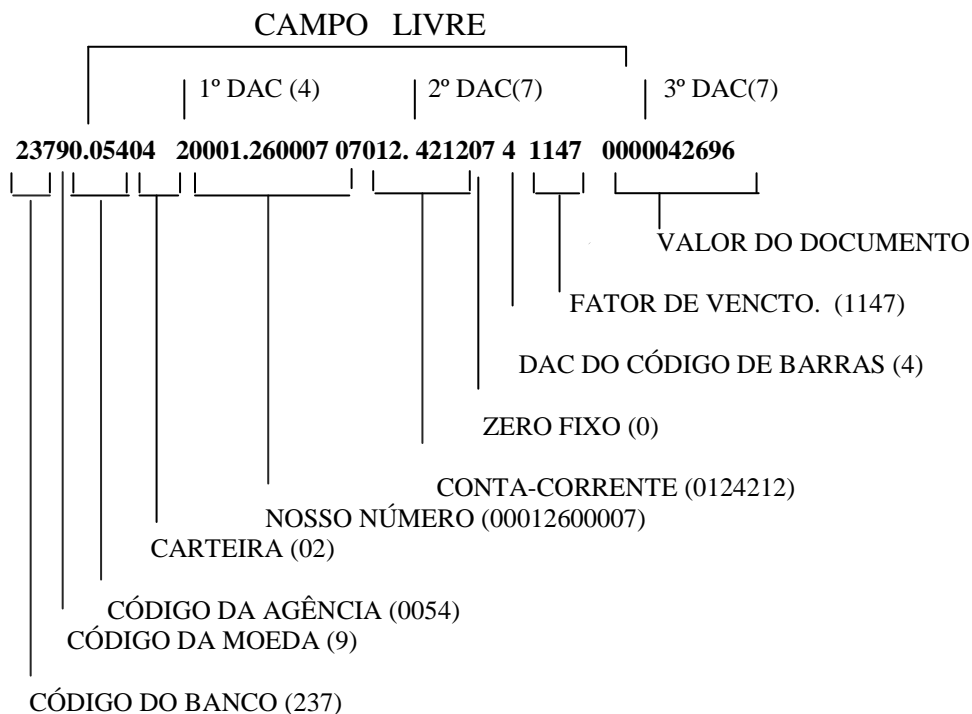 CAMPO LIVRE
1º DAC (4) 2º DAC(7) 3º DAC(7)
23790.05404 20001.260007 07012. 421207 4 1147 0000042696
VALOR DO DOCUMENTO
FATOR DE VENCTO. (1147)
DAC DO CÓDIGO DE BARRAS (4)
ZERO FIXO (0)
CONTA-CORRENTE (0124212)
NOSSO NÚMERO (00012600007)
CARTEIRA (02)
CÓDIGO DA AGÊNCIA (0054)
CÓDIGO DA MOEDA (9)
CÓDIGO DO BANCO (237)